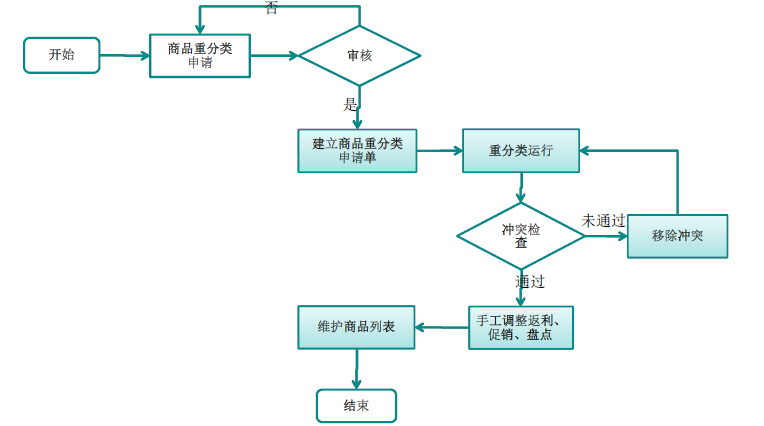 否
开始
商品重分类
申请
审核
是
建立商品重分类
申请单
重分类运行
冲突检
查
未通过
移除冲突
通过
维护商品列表
手工调整返利、
促销、盘点
结束